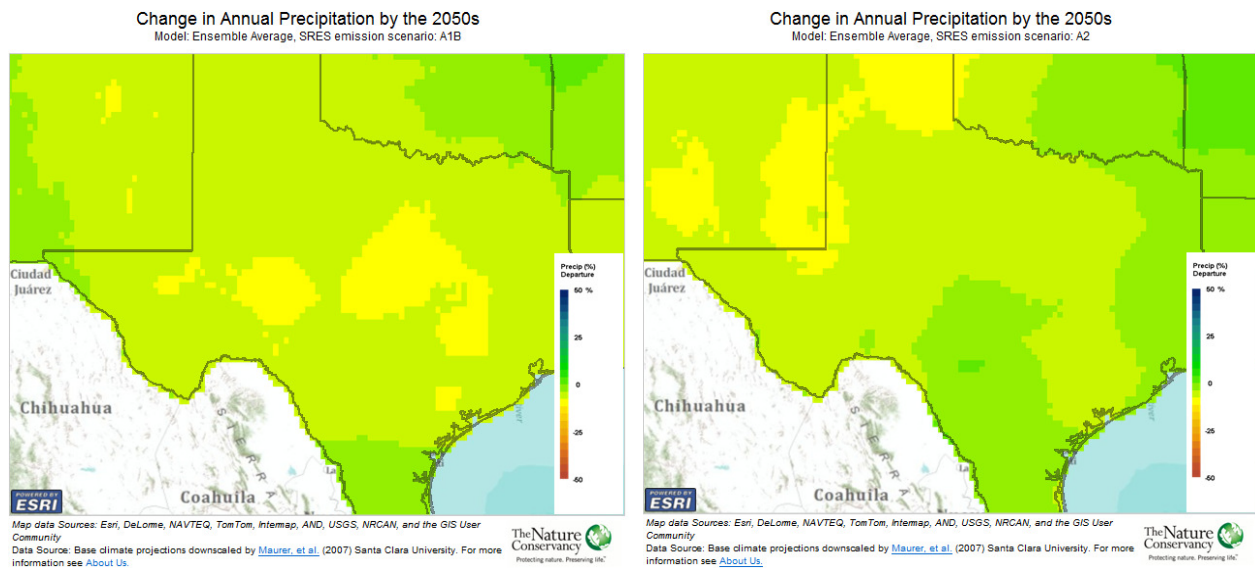 Change in Annual Precipitation by the 2050s
Model: Ensemble Average, SRES emission scenario: A1B
Precip (%)
Departure
50 %
25
0
25
-50
Ciudad
Juárez
Chihuahua
SIERRA
La
Coahuila
POWERED BY
ESRI
Map data Sources: Esri, DeLorme, NAVTEQ, TomTom, Intermap, AND, USGS, NRCAN, and the GIS User
Community
Data Source: Base climate projections downscaled by Maurer, et al. (2007) Santa Clara University. For more
information see About Us.
The Nature
Conservancy
Protecting nature. Preserving life.
Change in Annual Precipitation by the 2050s
Model: Ensemble Average, SRES emission scenario: A2
Precip (%)
Departure
50 %
25
0
25
-50
Ciudad
Juárez
Chihuahua
SIERRA
La
Coahuila
POWERED BY
ESRI
Map data Sources: Esri, DeLorme, NAVTEQ, TomTom, Intermap, AND, USGS, NRCAN, and the GIS User
Community
Data Source: Base climate projections downscaled by Maurer, et al. (2007) Santa Clara University. For more
information see About Us.
The Nature
Conservancy
Protecting nature. Preserving life.